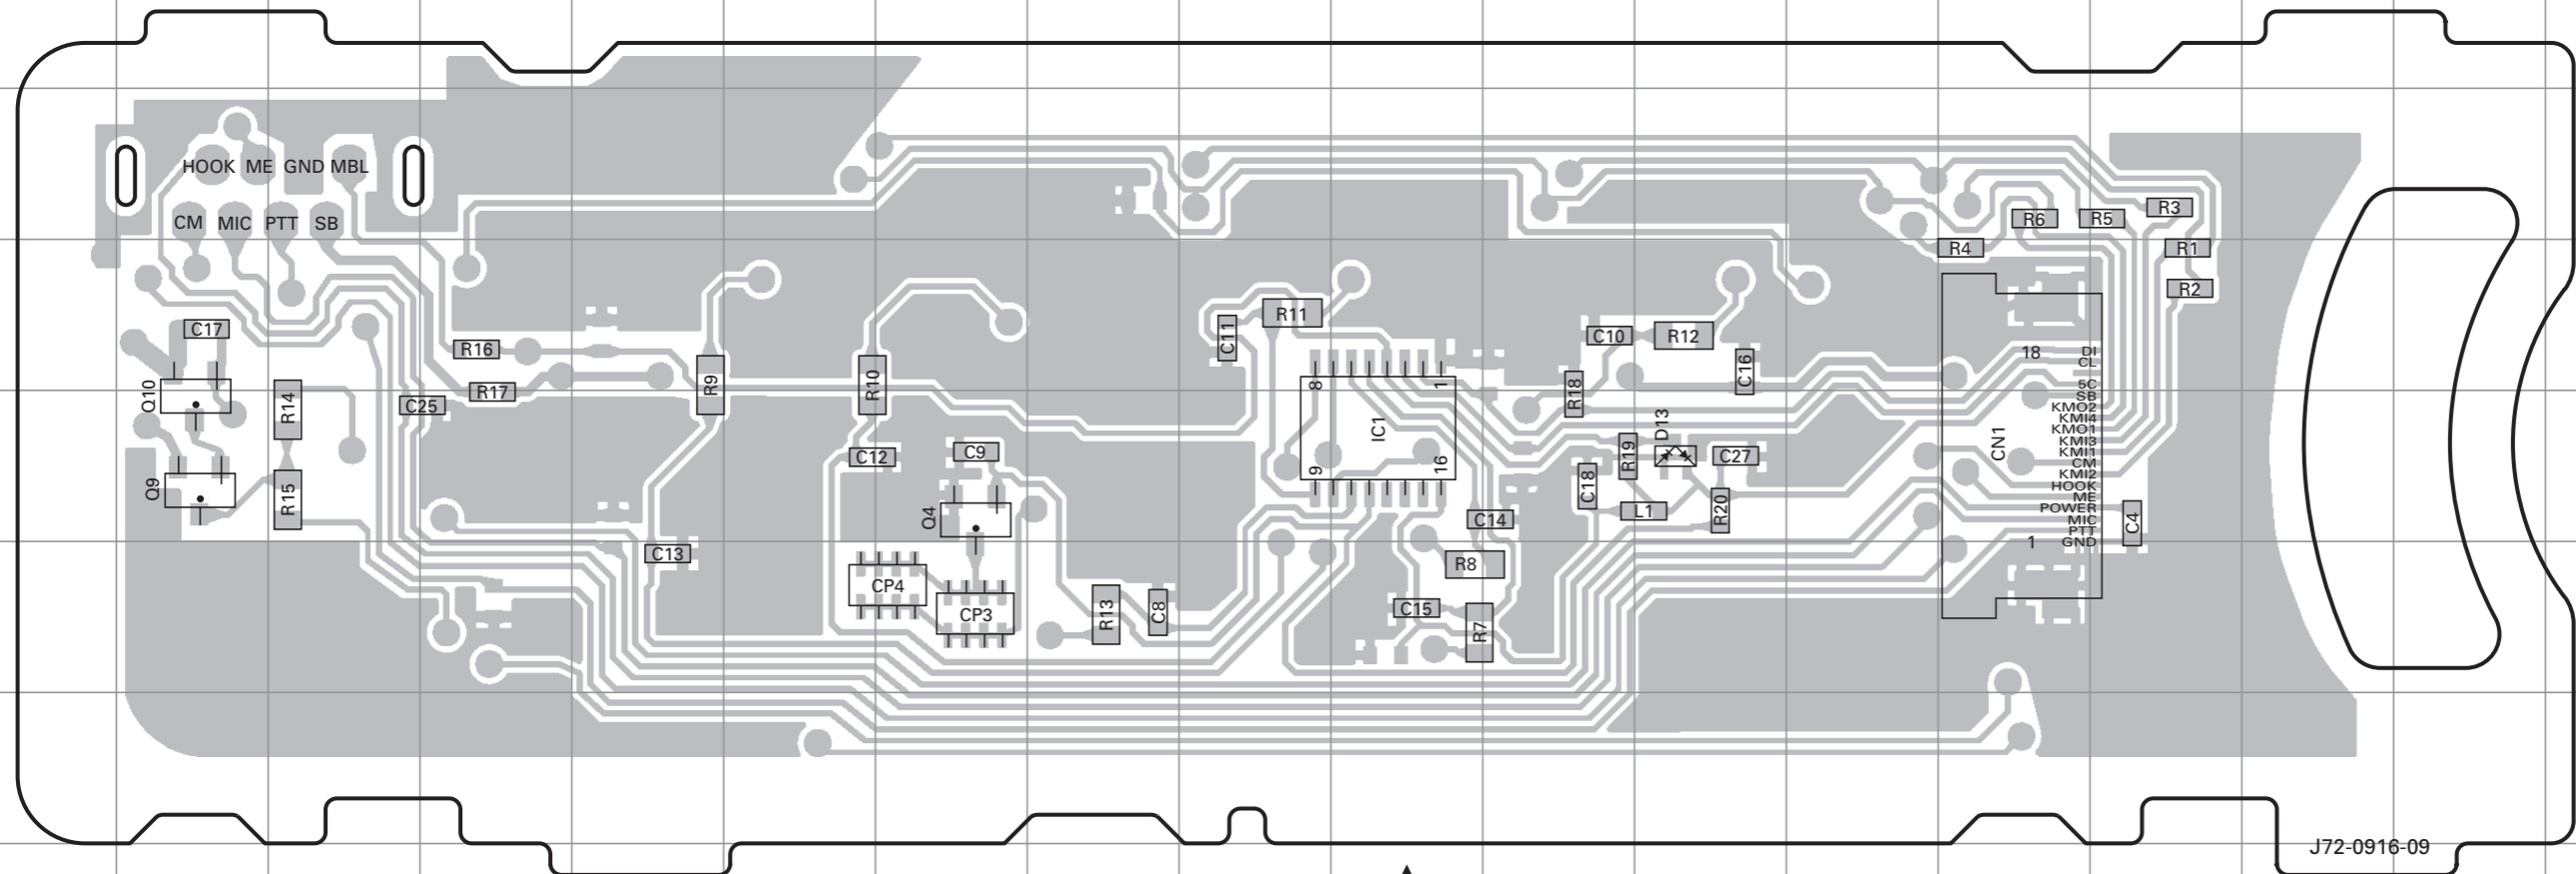 HOOK ME GND MBL
CM MIC PTT SB
R3
R6 R5
R4 R1
R2
R11
C17 C11 C10 R12
R16 18 DI
CL
C16
R9 R10 8 1 R18
Q10 R17 5C
SB
R14 C25 KMO2
KMI4
IC1 D13 CN1 KMO1
KMI3
C12 C9 R19 C27 KMI1
CM
9 16 KMI2
Q9 R15 C18 HOOK
ME
L1 R20 POWER
Q4 C14 MIC C4
PTT
1 GND
C13
R8
CP4
CP3 R13 C8 C15
R7
J72-0916-09